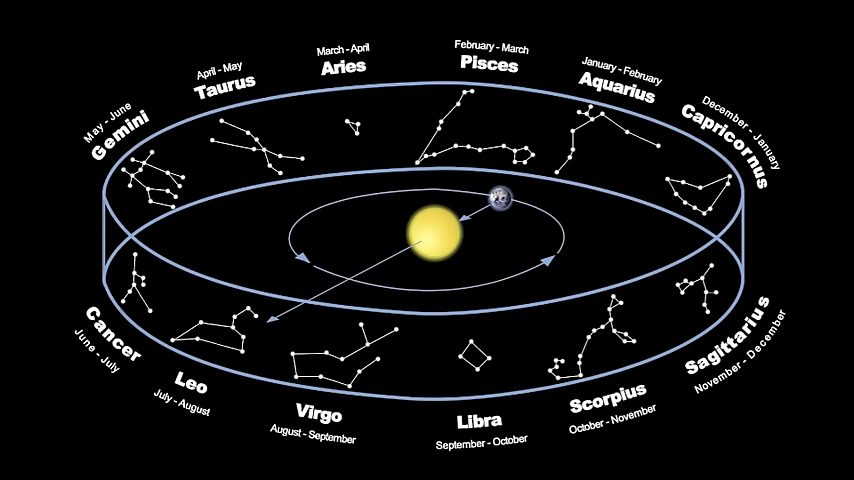 March - April
Aries
February - March
Pisces
April - May
Taurus
January - February
Aquarius
May - June
Gemini
December - January
Capricornus
Cancer
June - July
Leo
July - August
Virgo
August - September
Libra
September - October
Scorpius
October - November
Sagittarius
November - December